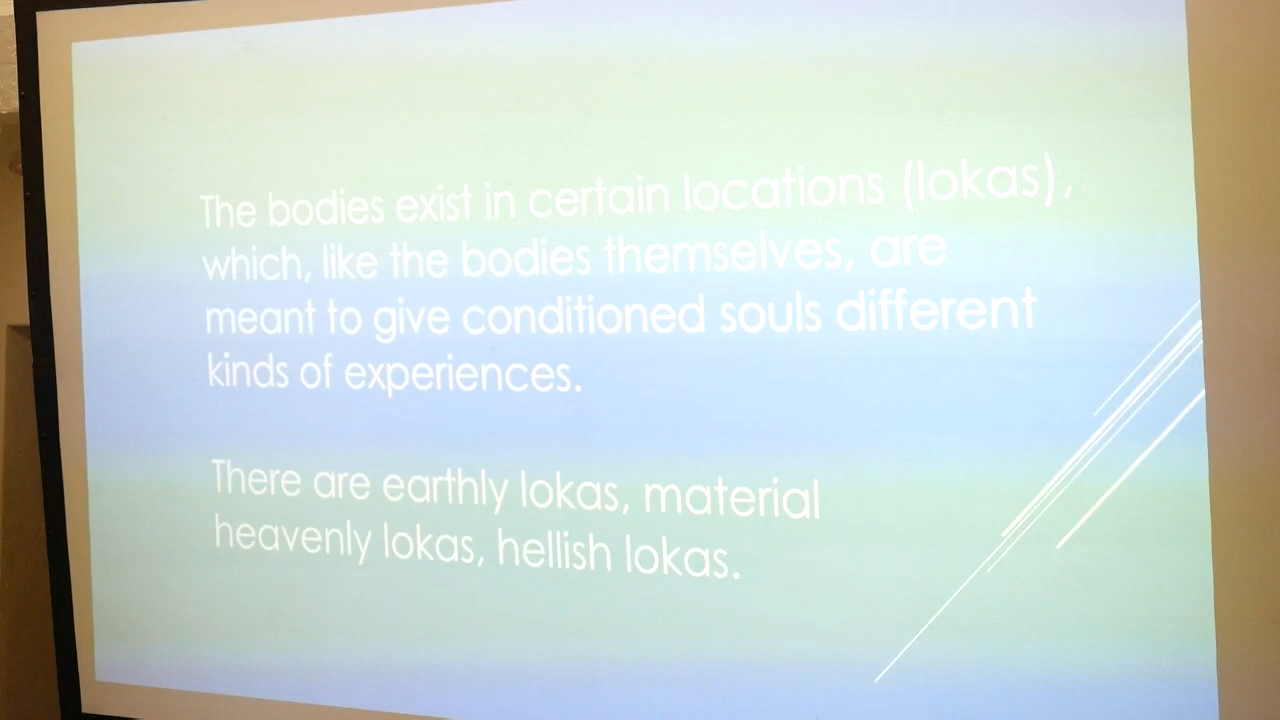 The bodies exist in certain locations (lokas),
which, like the bodies themselves, are
meant to give conditioned souls different
kinds of experiences.
There are earthly lokas, material
heavenly lokas, hellish lokas.